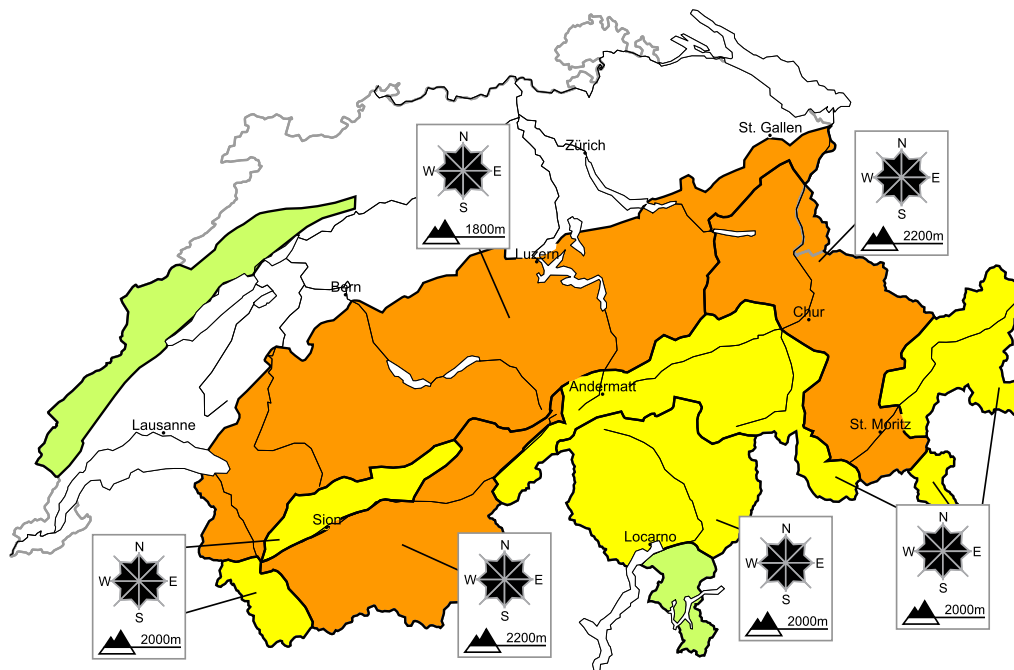 St. Gallen
Zürich
N
W E
S
1800m
N
W E
S
2200m
Luzern
Bern
Chur
Andermatt
Lausanne
St. Moritz
Sion
Locarno
N
W E
S
2000m
N
W E
S
2200m
N
W E
S
2000m
N
W E
S
2000m